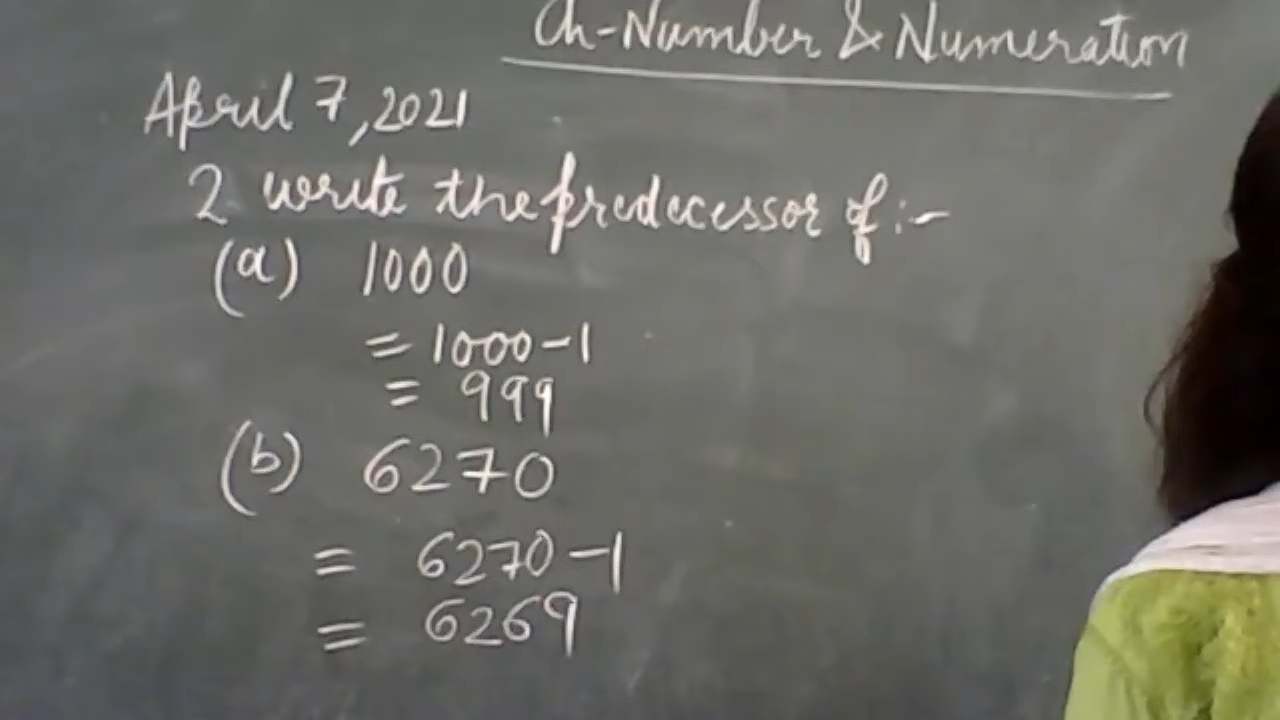 Ch-Number & Numeration
April 7, 2021
2 write the predecessor of :-
(a) 1000
= 1000-1
= 999
(b) 6270
= 6270-1
= 6269